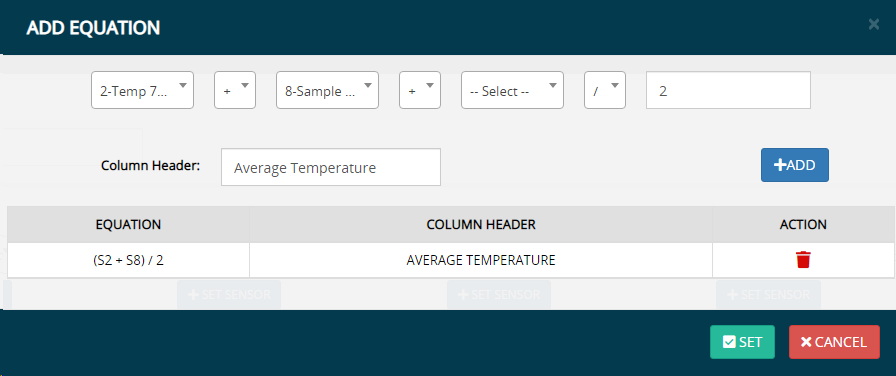 ADD EQUATION ×
2-Temp 7... + 8-Sample ... + -- Select -- / 2
Column Header: Average Temperature +ADD
EQUATION COLUMN HEADER ACTION
(S2 + S8) / 2 AVERAGE TEMPERATURE
+ SET SENSOR + SET SENSOR + SET SENSOR
SET × CANCEL